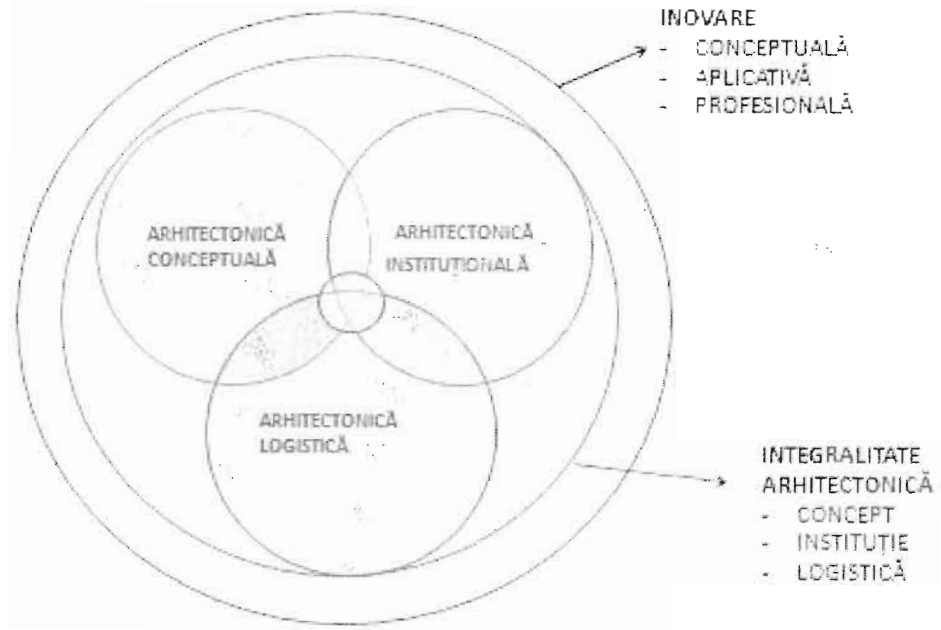 INOVARE
- CONCEPTUALĂ
- APLICATIVĂ
- PROFESIONALĂ
ARHITECTONICĂ
CONCEPTUALĂ
ARHITECTONICĂ
INSTITUȚIONALĂ
ARHITECTONICĂ
LOGISTICĂ
INTEGRALITATE
ARHITECTONICĂ
- CONCEPT
- INSTITUȚIE
- LOGISTICĂ